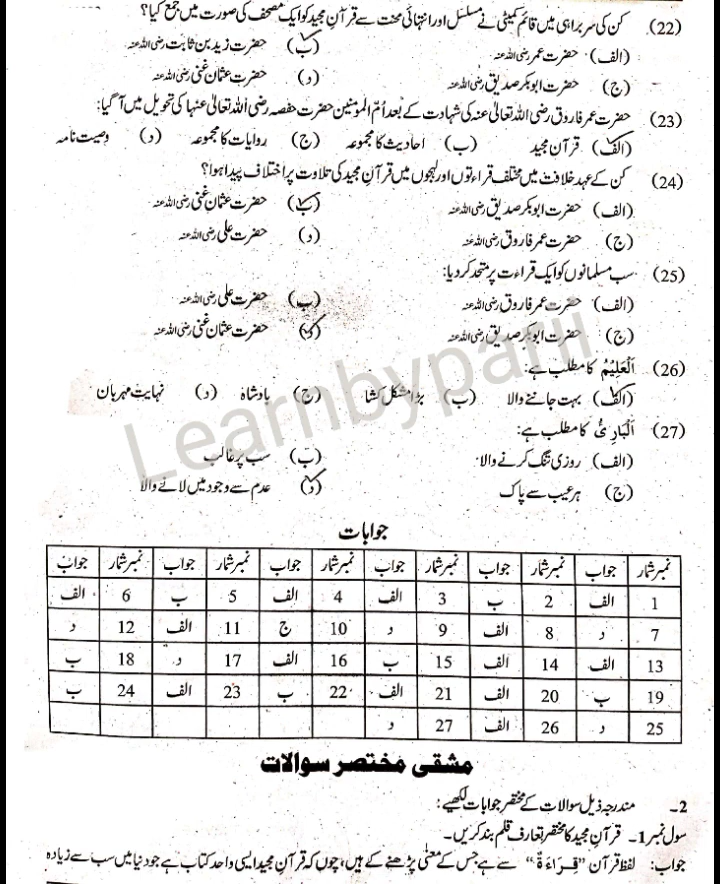 (22) کن کی سربراہی میں قائم کمیٹی نے مسلسل اور انتہائی محنت سے قرآنِ مجید کو ایک مصحف کی صورت میں جمع کیا؟
(الف) حضرت عمر رضی اللہ عنہ (ب) حضرت زید بن ثابت رضی اللہ عنہ
(ج) حضرت ابوبکر صدیق رضی اللہ عنہ (د) حضرت عثمان غنی رضی اللہ عنہ
(23) حضرت عمر فاروق رضی اللہ تعالیٰ عنہ کی شہادت کے بعد اُمّ المومنین حضرت حفصہ رضی اللہ تعالیٰ عنہا کی تحویل میں آ گیا:
(الف) قرآنِ مجید (ب) احادیث کا مجموعہ (ج) روایات کا مجموعہ (د) وصیت نامہ
(24) کن کے عہد خلافت میں مختلف قراءتوں اور لہجوں میں قرآنِ مجید کی تلاوت پر اختلاف پیدا ہوا؟
(الف) حضرت ابوبکر صدیق رضی اللہ عنہ (ب) حضرت عثمان غنی رضی اللہ عنہ
(ج) حضرت عمر فاروق رضی اللہ عنہ (د) حضرت علی رضی اللہ عنہ
(25) سب مسلمانوں کو ایک قراءت پر متحد کر دیا:
(الف) حضرت عمر فاروق رضی اللہ عنہ (ب) حضرت علی رضی اللہ عنہ
(ج) حضرت ابوبکر صدیق رضی اللہ عنہ (د) حضرت عثمان غنی رضی اللہ عنہ
(26) اَلْعَلِیْمُ کا مطلب ہے:
(الف) بہت جاننے والا (ب) بڑا مشکل کشا (ج) بادشاہ (د) نہایت مہربان
(27) اَلْبَارِئُ کا مطلب ہے:
(الف) روزی تنگ کرنے والا (ب) سب پر غالب
(ج) ہر عیب سے پاک (د) عدم سے وجود میں لانے والا
Learnbyparii
جوابات
نمبر شمار جواب نمبر شمار جواب نمبر شمار جواب نمبر شمار جواب نمبر شمار جواب نمبر شمار جواب
1 الف 2 ب 3 الف 4 الف 5 ب 6 الف
7 د 8 الف 9 د 10 ج 11 الف 12 د
13 الف 14 الف 15 ب 16 الف 17 د 18 ب
19 ب 20 الف 21 الف 22 ب 23 الف 24 ب
25 د 26 الف 27 د
مشقی مختصر سوالات
2۔ مندرجہ ذیل سوالات کے مختصر جوابات لکھیے:
سول نمبر 1۔ قرآنِ مجید کا مختصر تعارف قلم بند کریں۔
جواب: لفظ قرآن "قِرَاءَةٌ" سے ہے جس کے معنٰی پڑھنے کے ہیں، چوں کہ قرآنِ مجید ایسی واحد کتاب ہے جو دنیا میں سب سے زیادہ